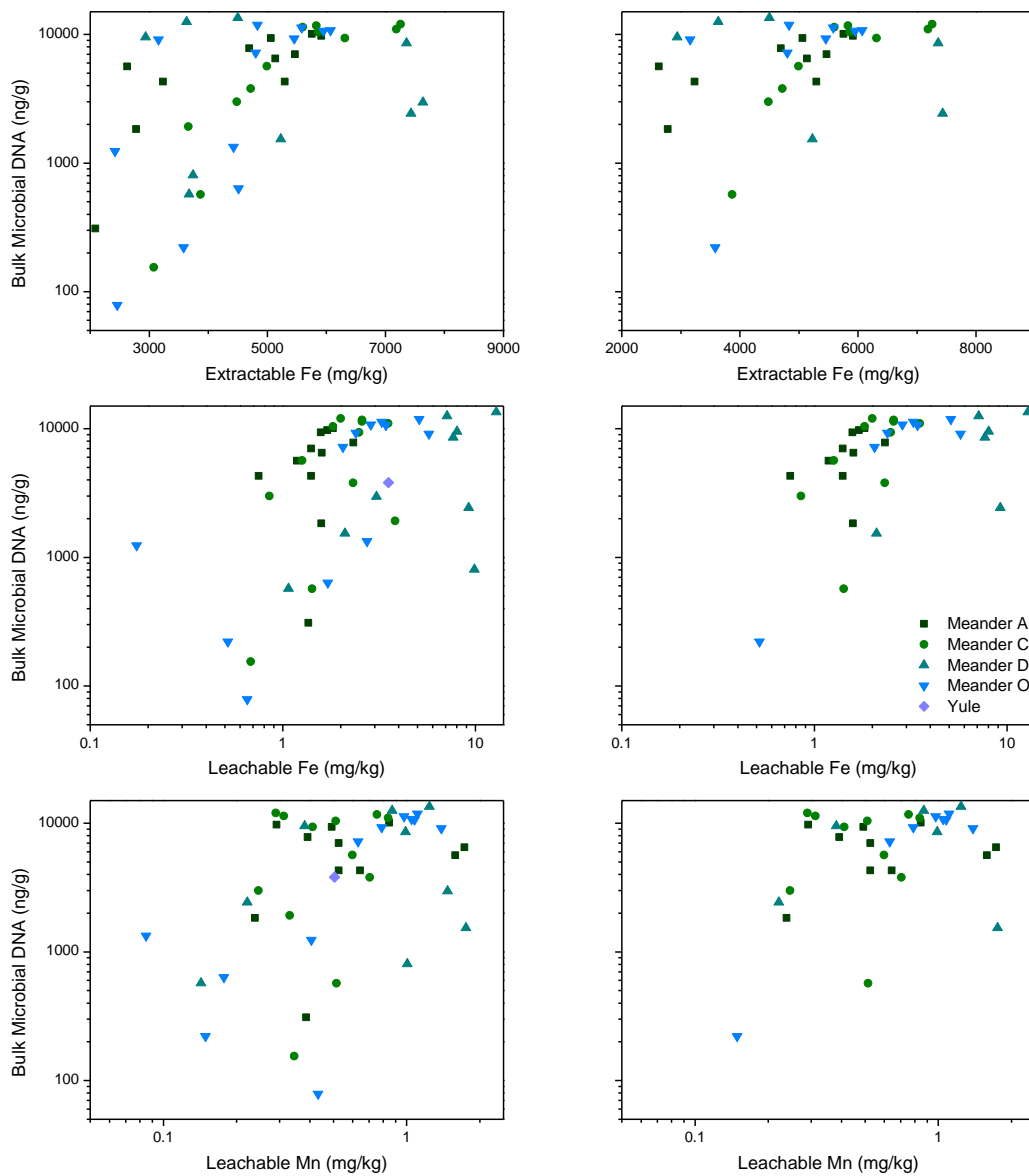 10000
1000
100
Bulk Microbial DNA (ng/g)
3000 5000 7000 9000
Extractable Fe (mg/kg)
2000 4000 6000 8000
Extractable Fe (mg/kg)
10000
1000
100
Bulk Microbial DNA (ng/g)
0.1 1 10
Leachable Fe (mg/kg)
Meander A
Meander C
Meander D
Meander O
Yule
0.1 1 10
Leachable Fe (mg/kg)
10000
1000
100
Bulk Microbial DNA (ng/g)
0.1 1
Leachable Mn (mg/kg)
0.1 1
Leachable Mn (mg/kg)